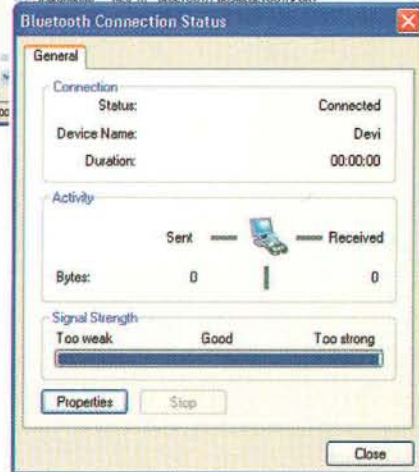 Bluetooth Connection Status
General
Connection
Status: Connected
Device Name: Devi
Duration: 00:00:00
Activity
Sent Received
Bytes: 0 0
Signal Strength
Too weak Good Too strong
Properties Stop
Close